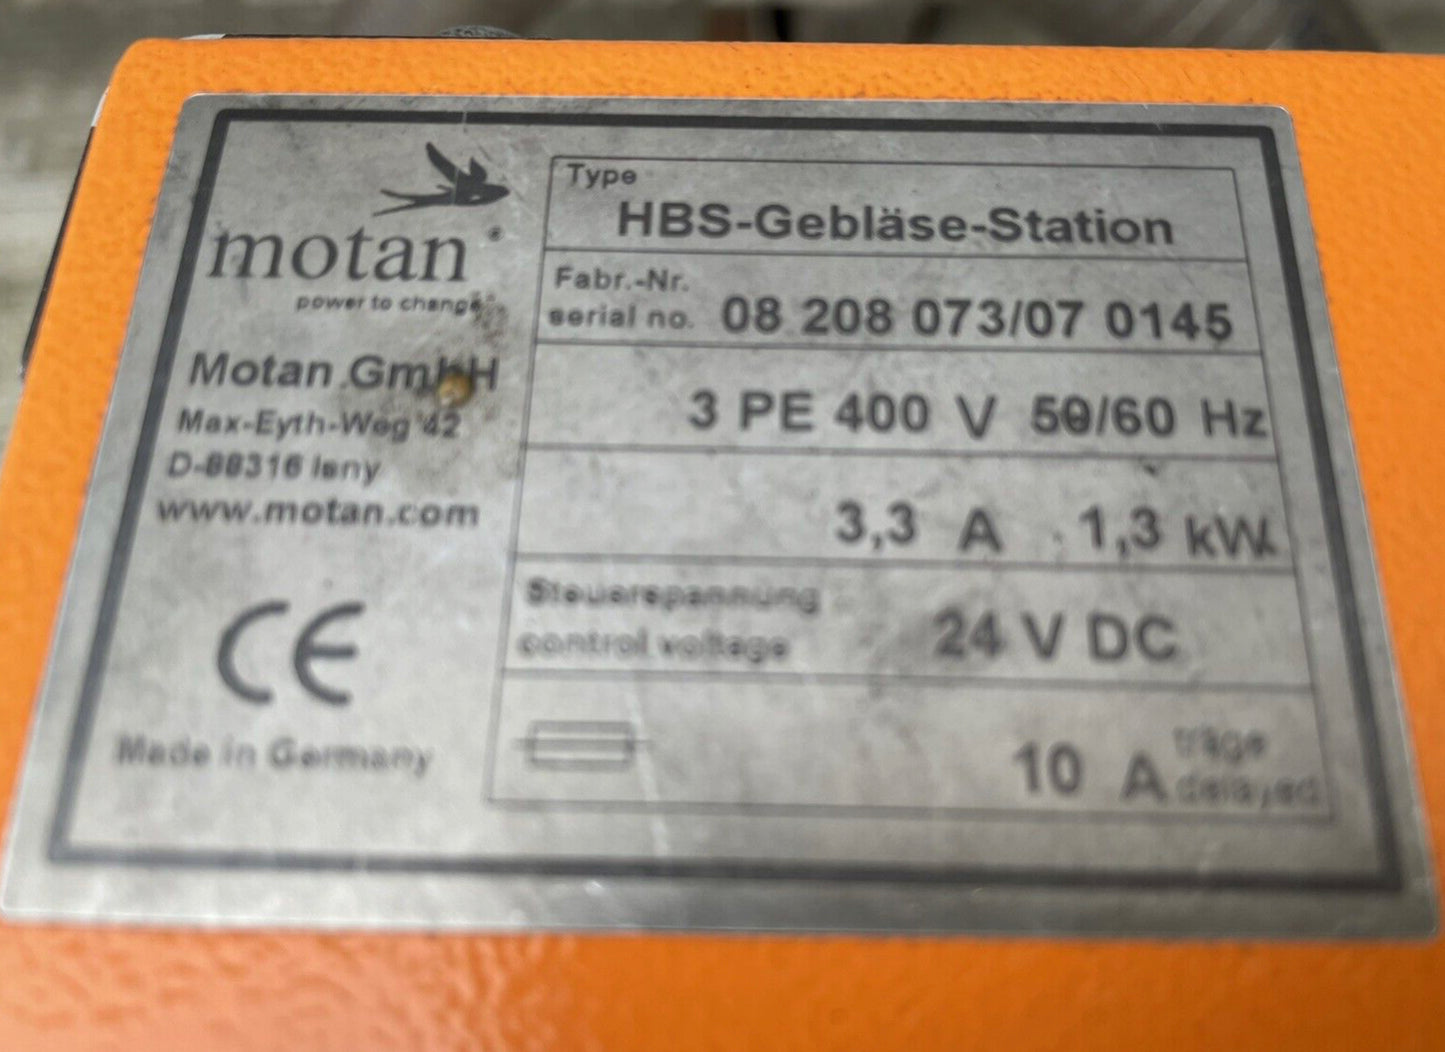 motan®
power to change
Motan GmbH
Max-Eyth-Weg 42
D-88316 Isny
www.motan.com
CE
Made in Germany
Type
HBS-Gebläse-Station
Fabr.-Nr.
serial no. 08 208 073/07 0145
3 PE 400 V 50/60 Hz
3,3 A 1,3 kW
Steuerspannung
control voltage 24 V DC
10 A träge
delayed